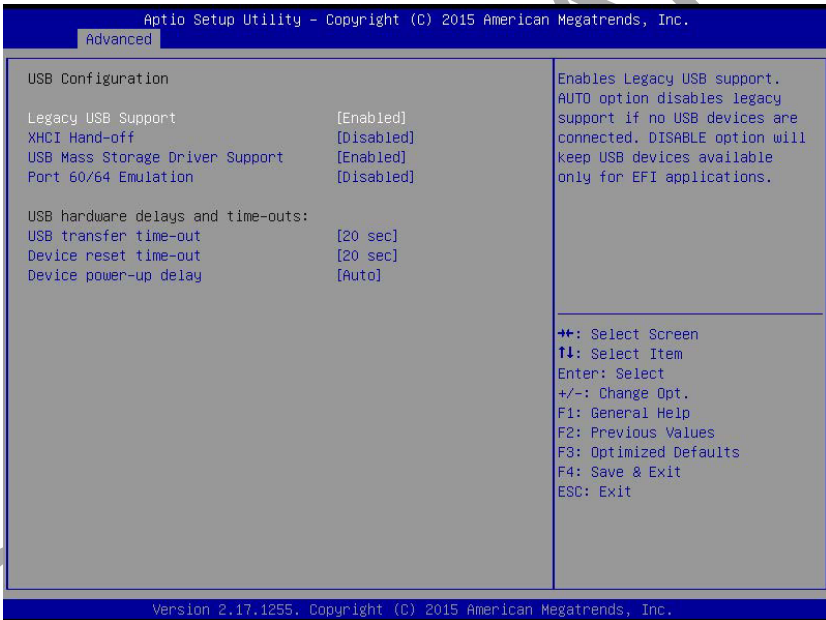 Aptio Setup Utility – Copyright (C) 2015 American Megatrends, Inc.
Advanced
USB Configuration
Legacy USB Support [Enabled]
XHCI Hand-off [Disabled]
USB Mass Storage Driver Support [Enabled]
Port 60/64 Emulation [Disabled]
USB hardware delays and time-outs:
USB transfer time-out [20 sec]
Device reset time-out [20 sec]
Device power-up delay [Auto]
Enables Legacy USB support.
AUTO option disables legacy
support if no USB devices are
connected. DISABLE option will
keep USB devices available
only for EFI applications.
→←: Select Screen
↑↓: Select Item
Enter: Select
+/-: Change Opt.
F1: General Help
F2: Previous Values
F3: Optimized Defaults
F4: Save & Exit
ESC: Exit
Version 2.17.1255. Copyright (C) 2015 American Megatrends, Inc.